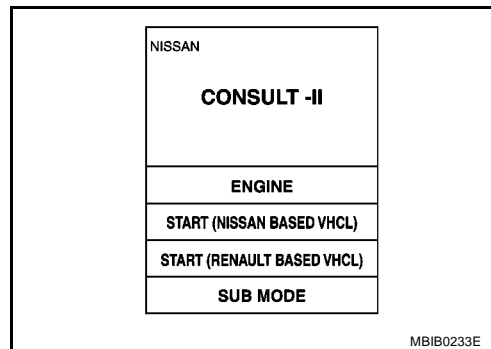 NISSAN
CONSULT -II
ENGINE
START (NISSAN BASED VHCL)
START (RENAULT BASED VHCL)
SUB MODE
MBIB0233E